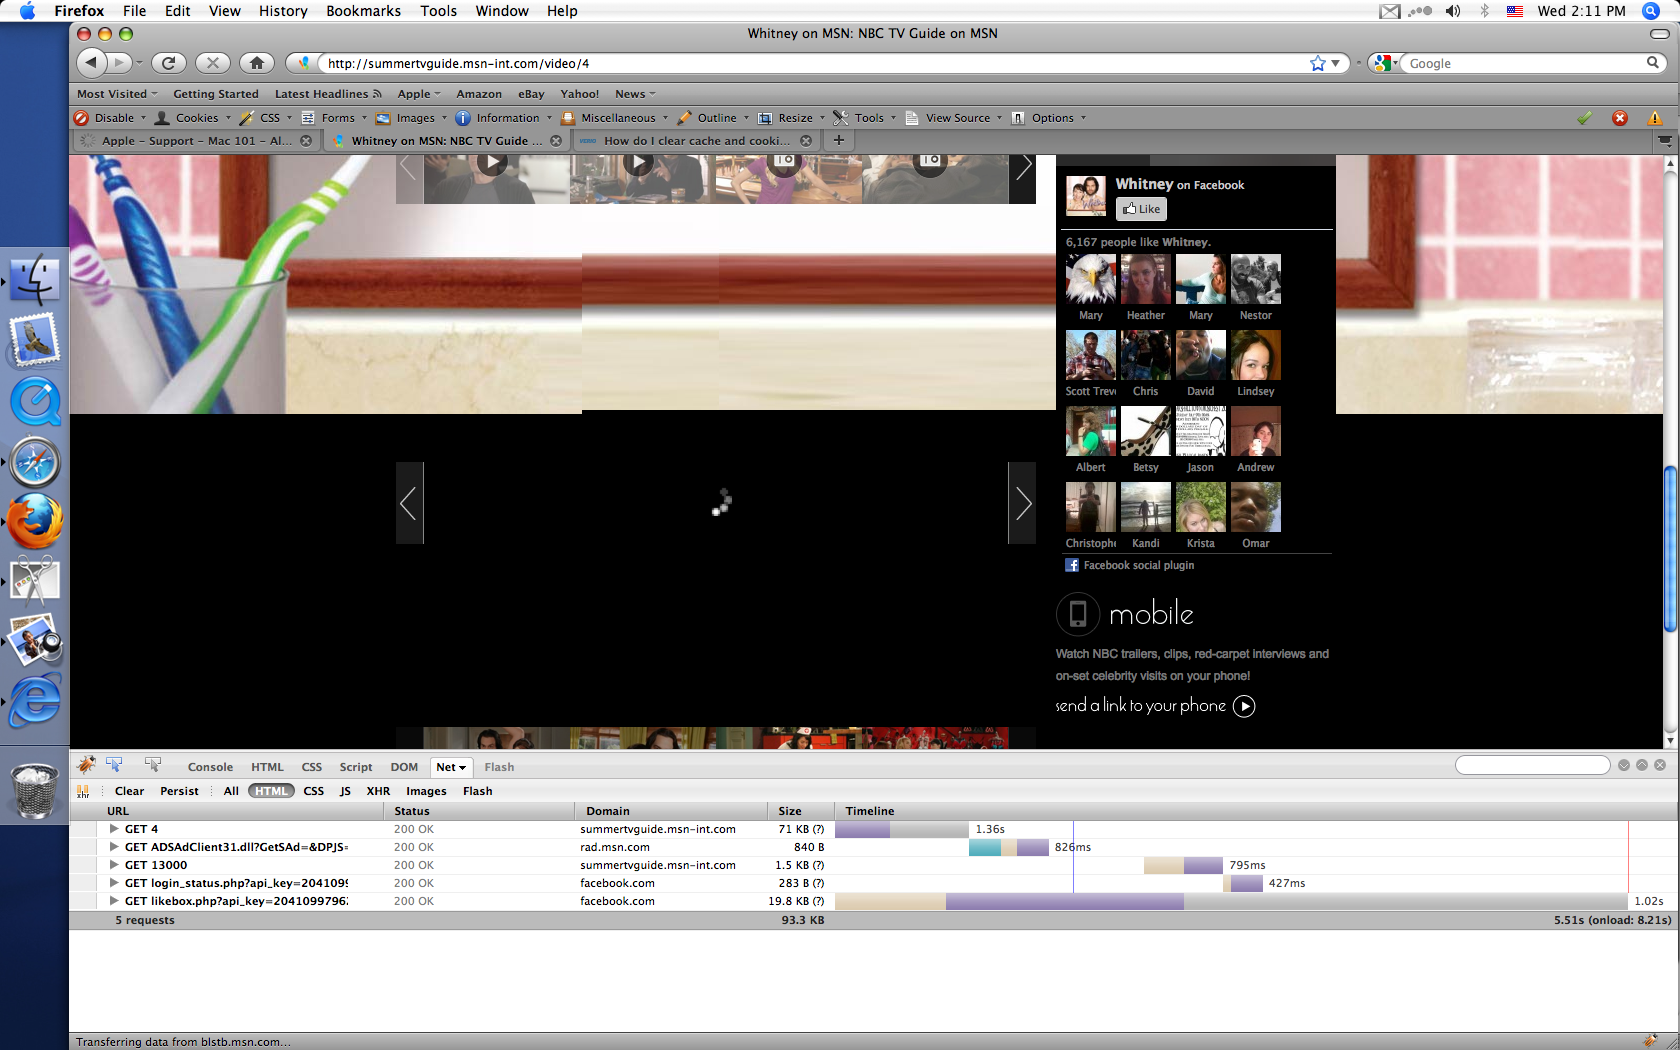 Firefox File Edit View History Bookmarks Tools Window Help Wed 2:11 PM
Whitney on MSN: NBC TV Guide on MSN
http://summertvguide.msn-int.com/video/4 Google
Most Visited Getting Started Latest Headlines Apple Amazon eBay Yahoo! News
Disable Cookies CSS Forms Images Information Miscellaneous Outline Resize Tools View Source Options
Apple – Support – Mac 101 – Al... Whitney on MSN: NBC TV Guide ... How do I clear cache and cooki... +
Whitney on Facebook
Like
6,167 people like Whitney.
Mary Heather Mary Nestor
Scott Treve Chris David Lindsey
Albert Betsy Jason Andrew
Christophe Kandi Krista Omar
Facebook social plugin
mobile
Watch NBC trailers, clips, red-carpet interviews and
on-set celebrity visits on your phone!
send a link to your phone
Console HTML CSS Script DOM Net Flash
Clear Persist All HTML CSS JS XHR Images Flash
URL Status Domain Size Timeline
GET 4 200 OK summertvguide.msn-int.com 71 KB (?) 1.36s
GET ADSAdClient31.dll?GetSAd=&DPJS= 200 OK rad.msn.com 840 B 826ms
GET 13000 200 OK summertvguide.msn-int.com 1.5 KB (?) 795ms
GET login_status.php?api_key=2041099 200 OK facebook.com 283 B (?) 427ms
GET likebox.php?api_key=20410997962 200 OK facebook.com 19.8 KB (?) 1.02s
5 requests 93.3 KB 5.51s (onload: 8.21s)
Transferring data from blstb.msn.com...